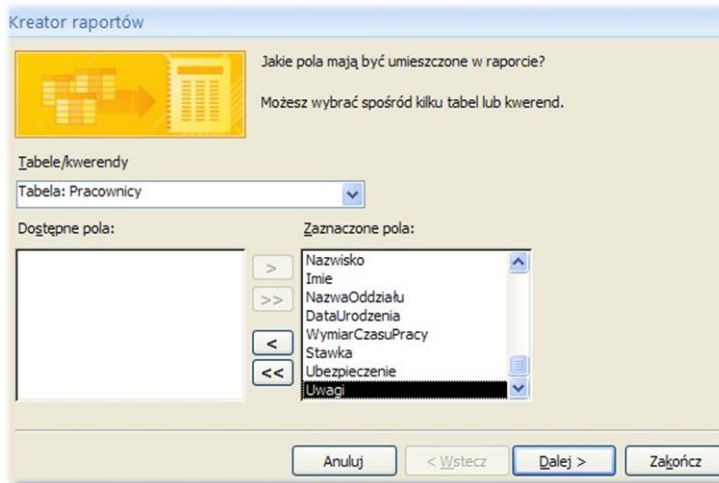 Kreator raportów
Jakie pola mają być umieszczone w raporcie?
Możesz wybrać spośród kilku tabel lub kwerend.
Tabele/kwerendy
Tabela: Pracownicy
Dostępne pola:
Zaznaczone pola:
>
>>
<
<<
Nazwisko
Imie
NazwaOddziału
DataUrodzenia
WymiarCzasuPracy
Stawka
Ubezpieczenie
Uwagi
Anuluj < Wstecz Dalej > Zakończ